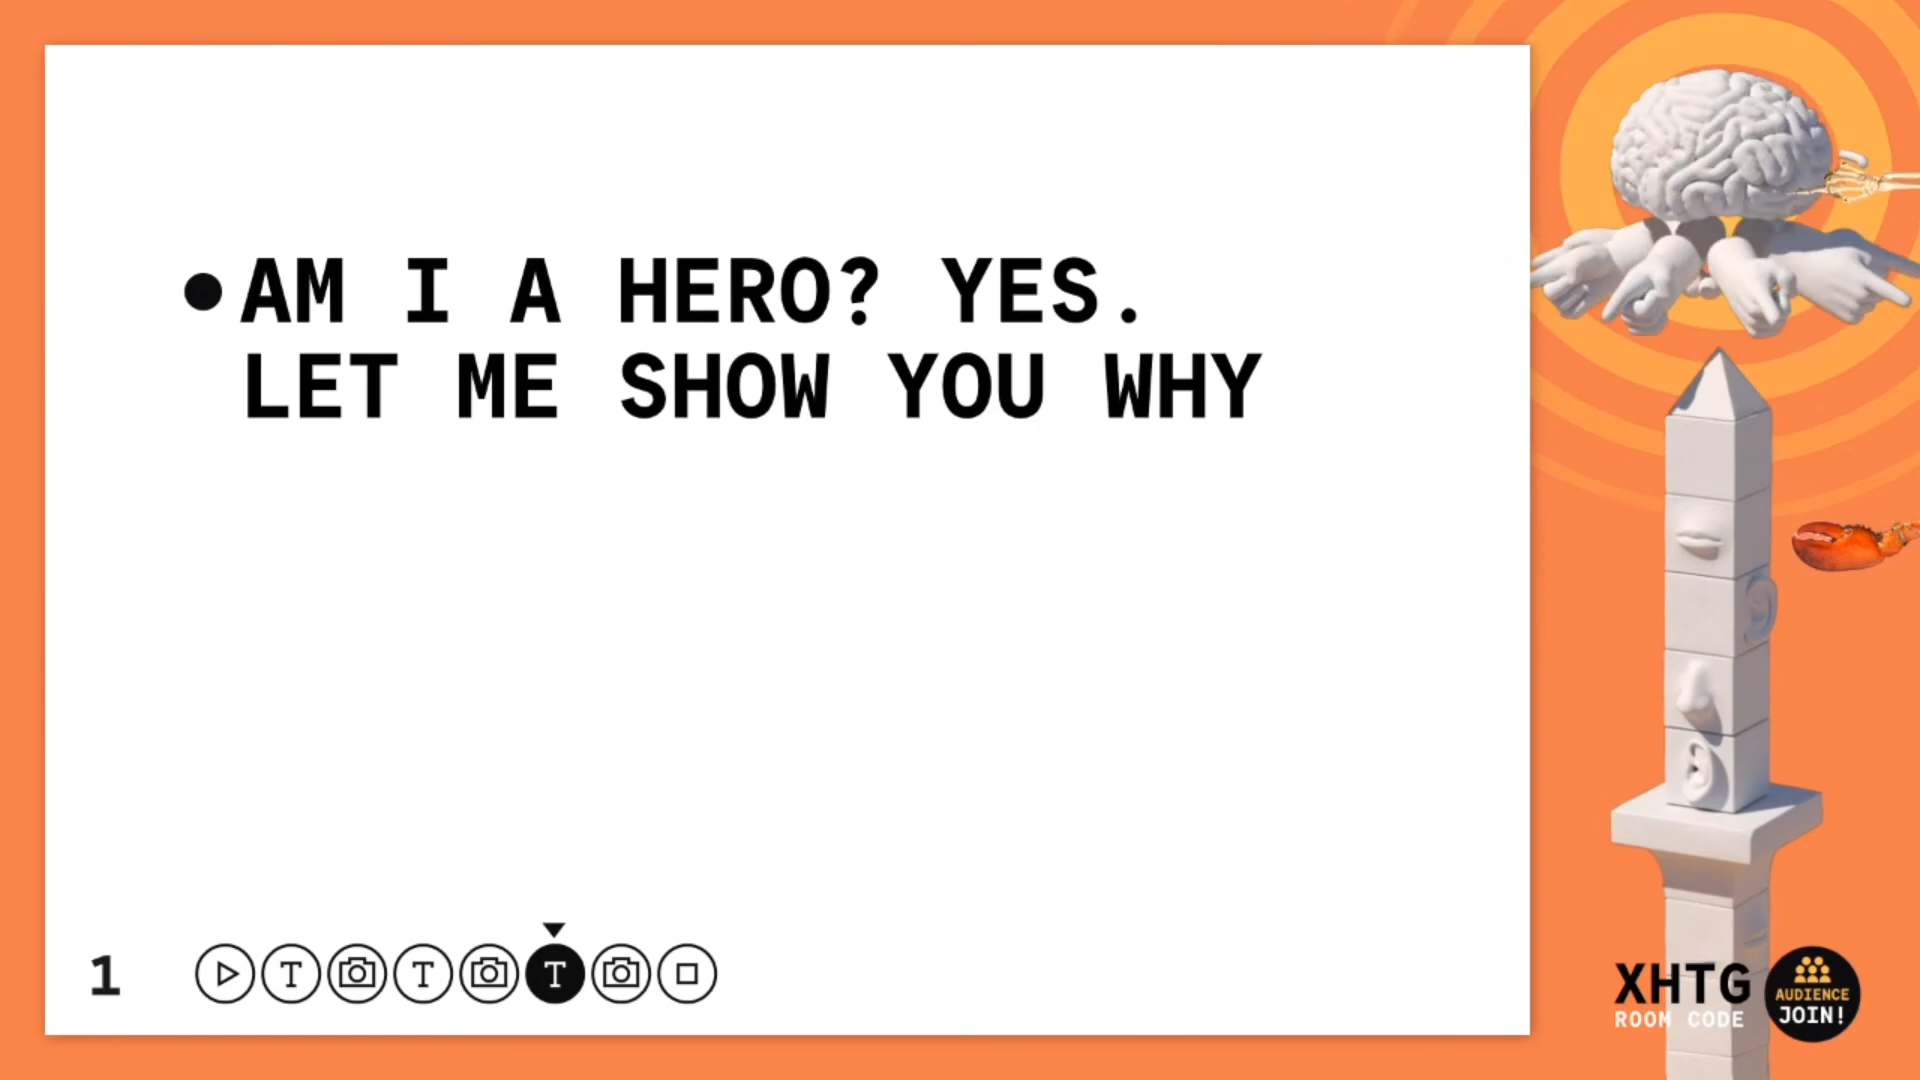 AM I A HERO? YES.
LET ME SHOW YOU WHY
1
T T T
XHTG
ROOM CODE
AUDIENCE
JOIN!